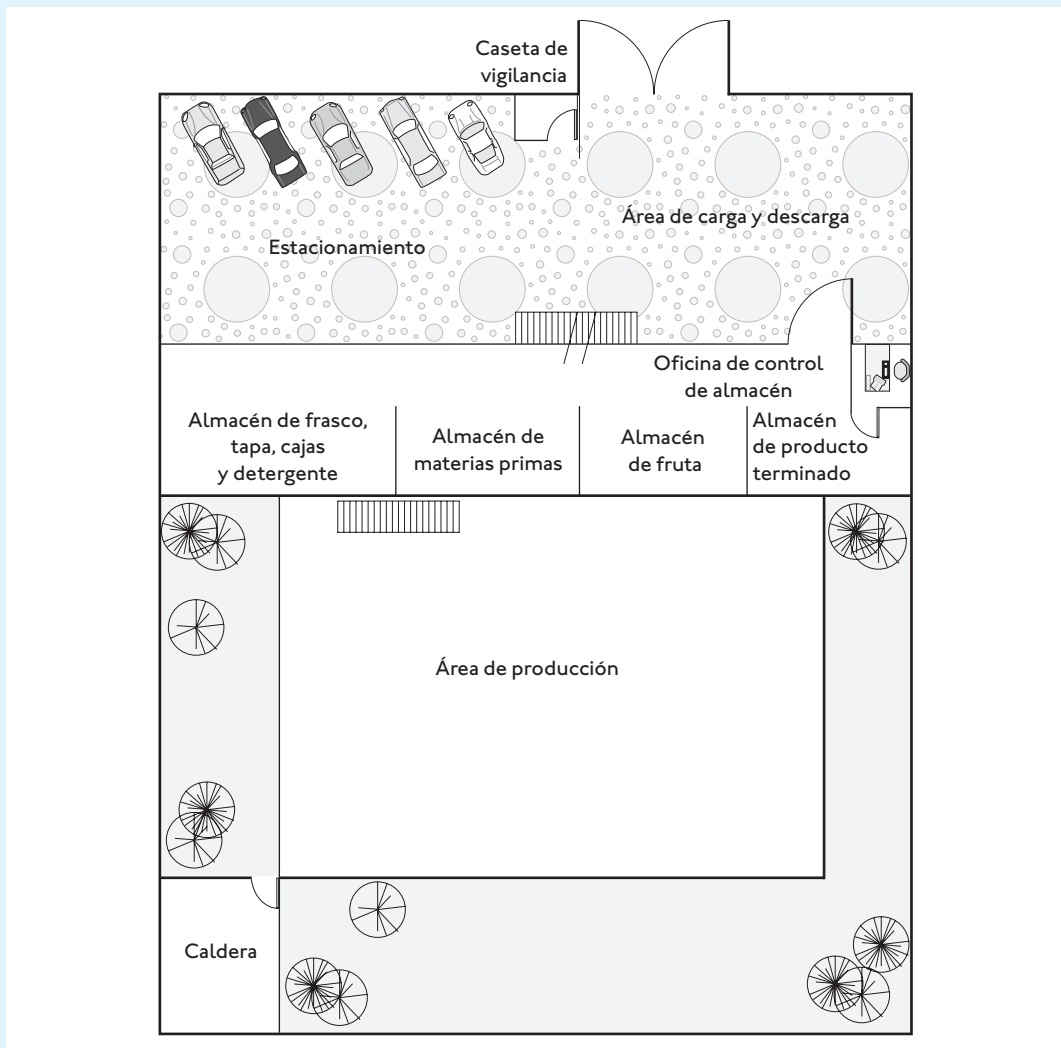 Caseta de
vigilancia
Área de carga y descarga
Estacionamiento
Oficina de control
de almacén
Almacén de frasco,
tapa, cajas
y detergente
Almacén de
materias primas
Almacén
de fruta
Almacén
de producto
terminado
Área de producción
Caldera